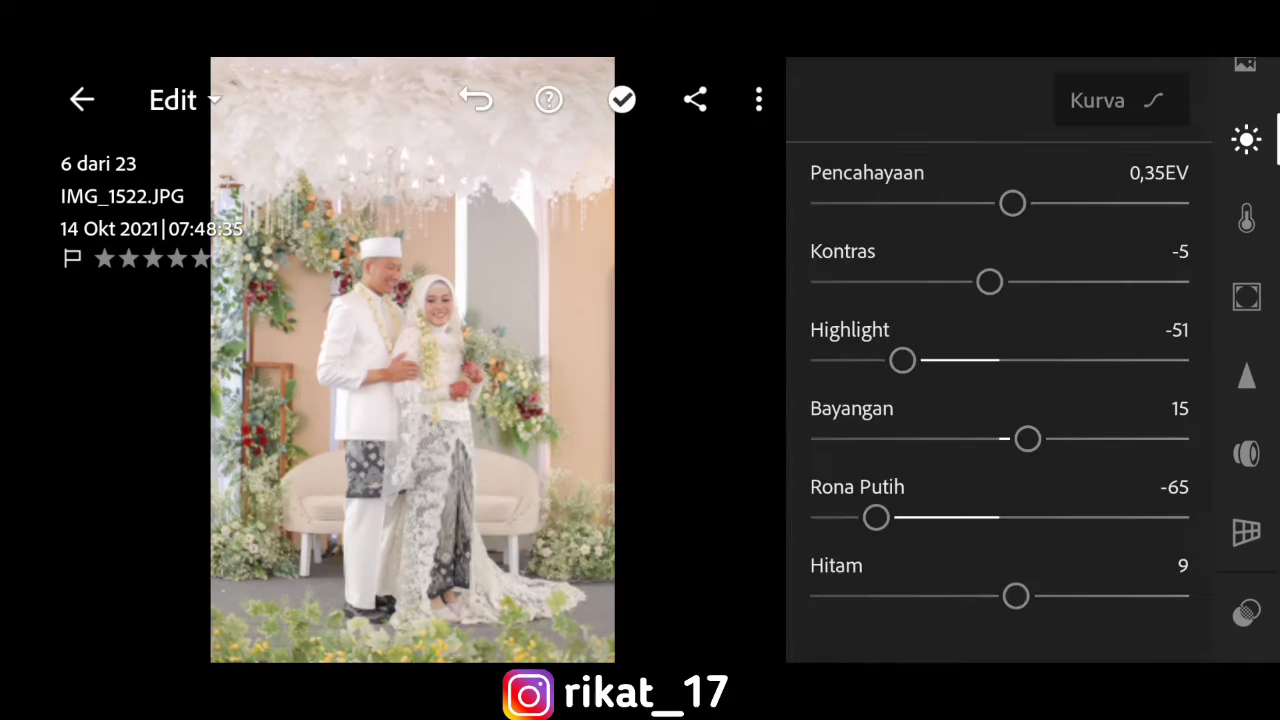 Edit
6 dari 23
IMG_1522.JPG
14 Okt 2021|07:48:35
Kurva
Pencahayaan 0,35EV
Kontras -5
Highlight -51
Bayangan 15
Rona Putih -65
Hitam 9
rikat_17